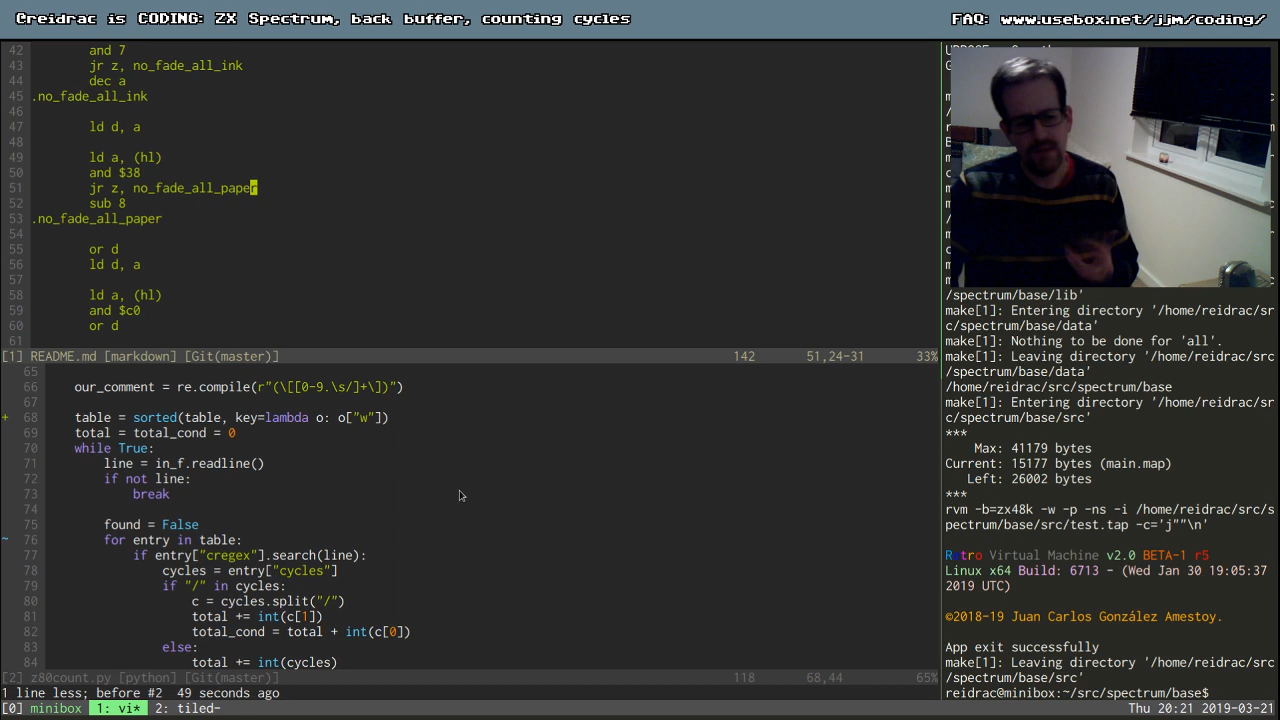 @reidrac is CODING: ZX Spectrum, back buffer, counting cycles
FAQ: www.usebox.net/jjm/coding/
42 and 7
43 jr z, no_fade_all_ink
44 dec a
45 .no_fade_all_ink
46
47 ld d, a
48
49 ld a, (hl)
50 and $38
51 jr z, no_fade_all_paper
52 sub 8
53 .no_fade_all_paper
54
55 or d
56 ld d, a
57
58 ld a, (hl)
59 and $c0
60 or d
61
[1] README.md [markdown] [Git(master)] 142 51,24-31 33%
65
66 our_comment = re.compile(r"(\[[0-9.\s/]+\])")
67
+ 68 table = sorted(table, key=lambda o: o["w"])
69 total = total_cond = 0
70 while True:
71 line = in_f.readline()
72 if not line:
73 break
74
75 found = False
~ 76 for entry in table:
77 if entry["cregex"].search(line):
78 cycles = entry["cycles"]
79 if "/" in cycles:
80 c = cycles.split("/")
81 total += int(c[1])
82 total_cond = total + int(c[0])
83 else:
84 total += int(cycles)
[2] z80count.py [python] [Git(master)] 118 68,44 65%
1 line less; before #2 49 seconds ago
/spectrum/base/lib'
make[1]: Entering directory '/home/reidrac/sr
c/spectrum/base/data'
make[1]: Nothing to be done for 'all'.
make[1]: Leaving directory '/home/reidrac/src
/spectrum/base/data'
/home/reidrac/src/spectrum/base
make[1]: Entering directory '/home/reidrac/sr
c/spectrum/base/src'
***
Max: 41179 bytes
Current: 15177 bytes (main.map)
Left: 26002 bytes
***
rvm -b=zx48k -w -p -ns -i /home/reidrac/src/s
pectrum/base/src/test.tap -c='j""\n'
Retro Virtual Machine v2.0 BETA-1 r5
Linux x64 Build: 6713 - (Wed Jan 30 19:05:37
2019 UTC)
©2018-19 Juan Carlos González Amestoy.
App exit successfully
make[1]: Leaving directory '/home/reidrac/src
/spectrum/base/src'
reidrac@minibox:~/src/spectrum/base$
[0] minibox 1: vi* 2: tiled- Thu 20:21 2019-03-21